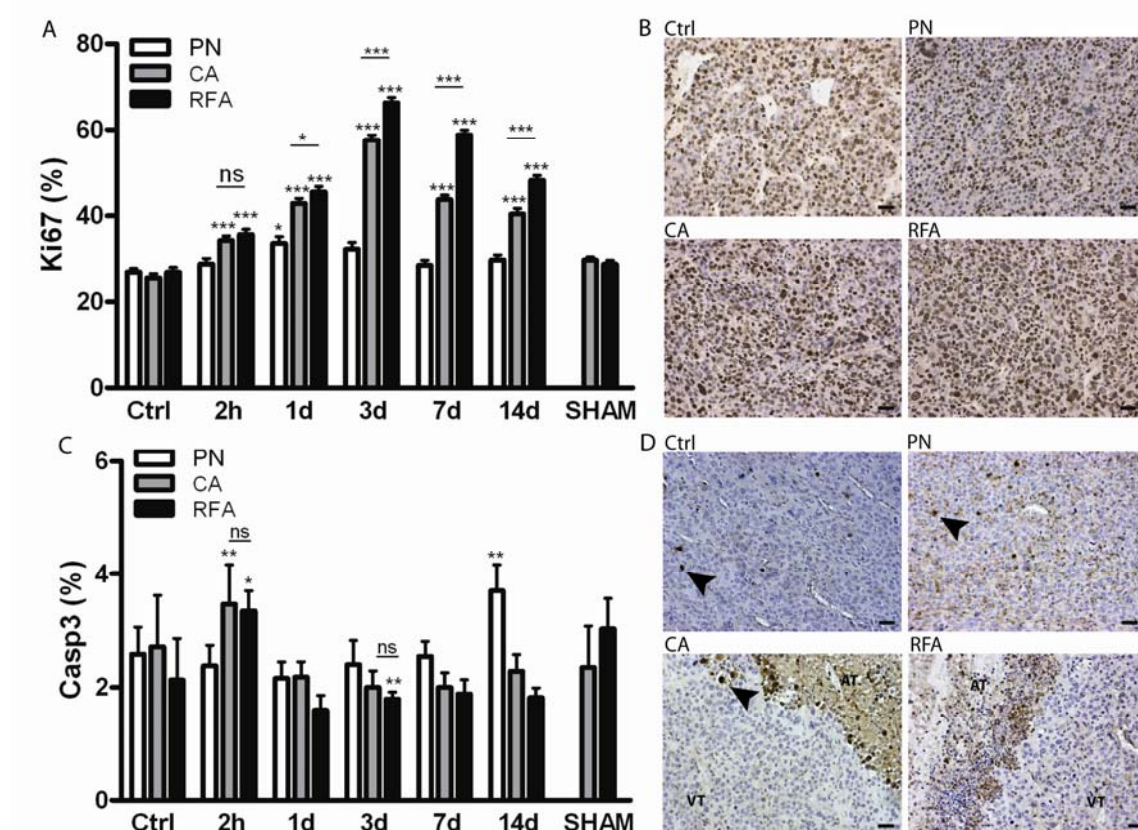 A
80
60
40
20
0
Ki67 (%)
PN
CA
RFA
ns
***
***
*
*
***
***
***
***
***
***
***
***
***
***
***
Ctrl 2h 1d 3d 7d 14d SHAM
B
Ctrl PN
CA RFA
C
6
4
2
0
Casp3 (%)
PN
CA
RFA
ns
**
*
ns
**
**
Ctrl 2h 1d 3d 7d 14d SHAM
D
Ctrl PN
CA RFA
AT
VT
AT
VT